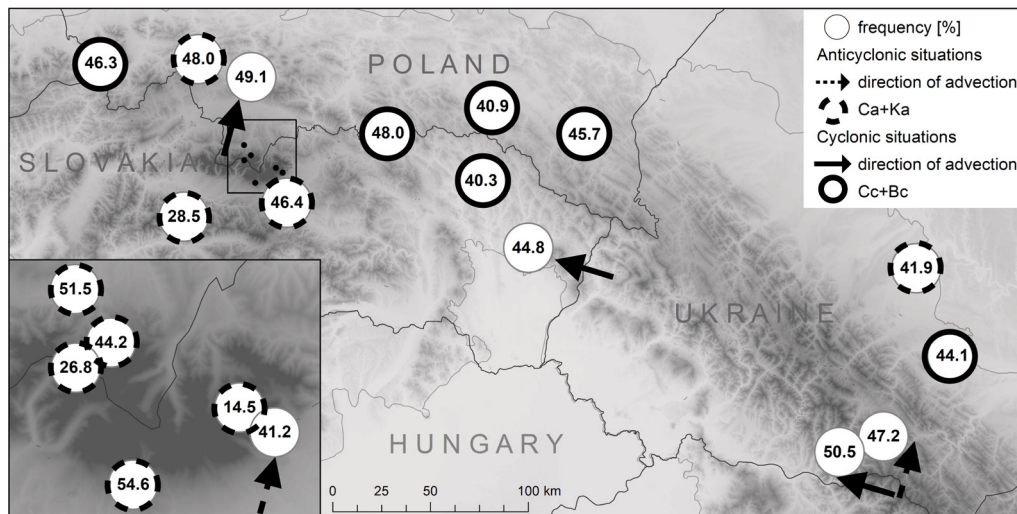 46.3
48.0
49.1
POLAND
frequency [%]
Anticyclonic situations
direction of advection
Ca+Ka
Cyclonic situations
direction of advection
Cc+Bc
48.0
40.9
45.7
SLOVAKIA
28.5
46.4
40.3
44.8
41.9
UKRAINE
44.1
51.5
44.2
26.8
14.5
41.2
54.6
HUNGARY
50.5
47.2
0 25 50 100 km